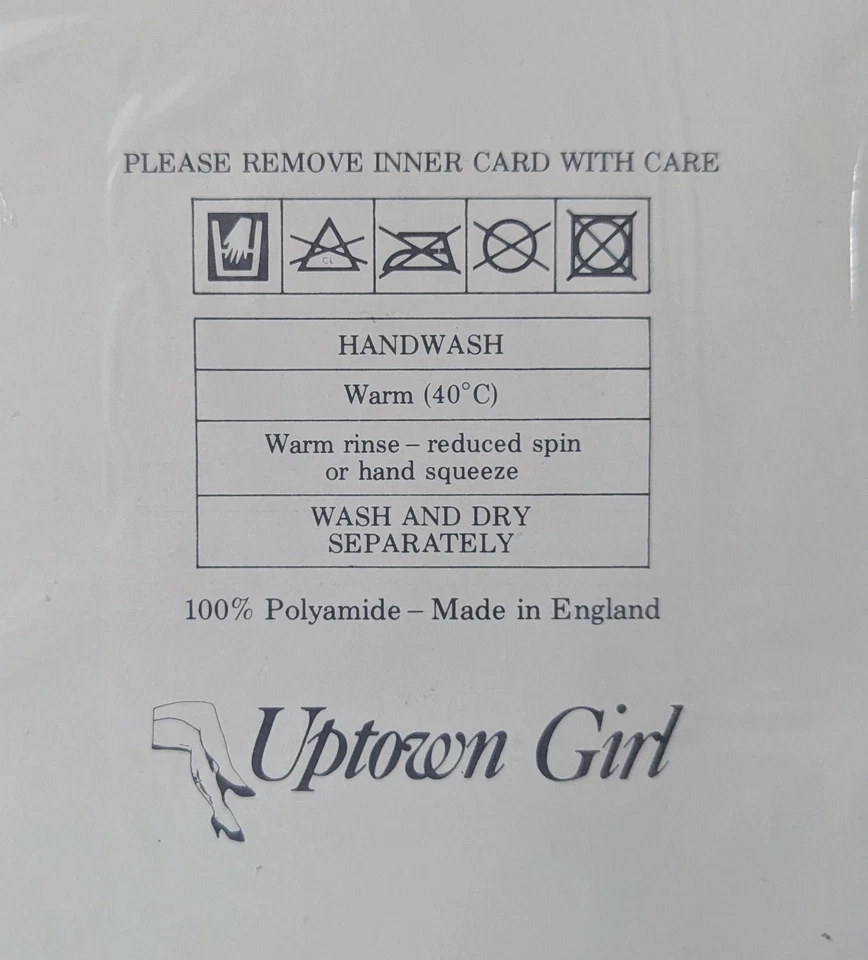 PLEASE REMOVE INNER CARD WITH CARE
CL
HANDWASH
Warm (40°C)
Warm rinse – reduced spin
or hand squeeze
WASH AND DRY
SEPARATELY
100% Polyamide – Made in England
Uptown Girl